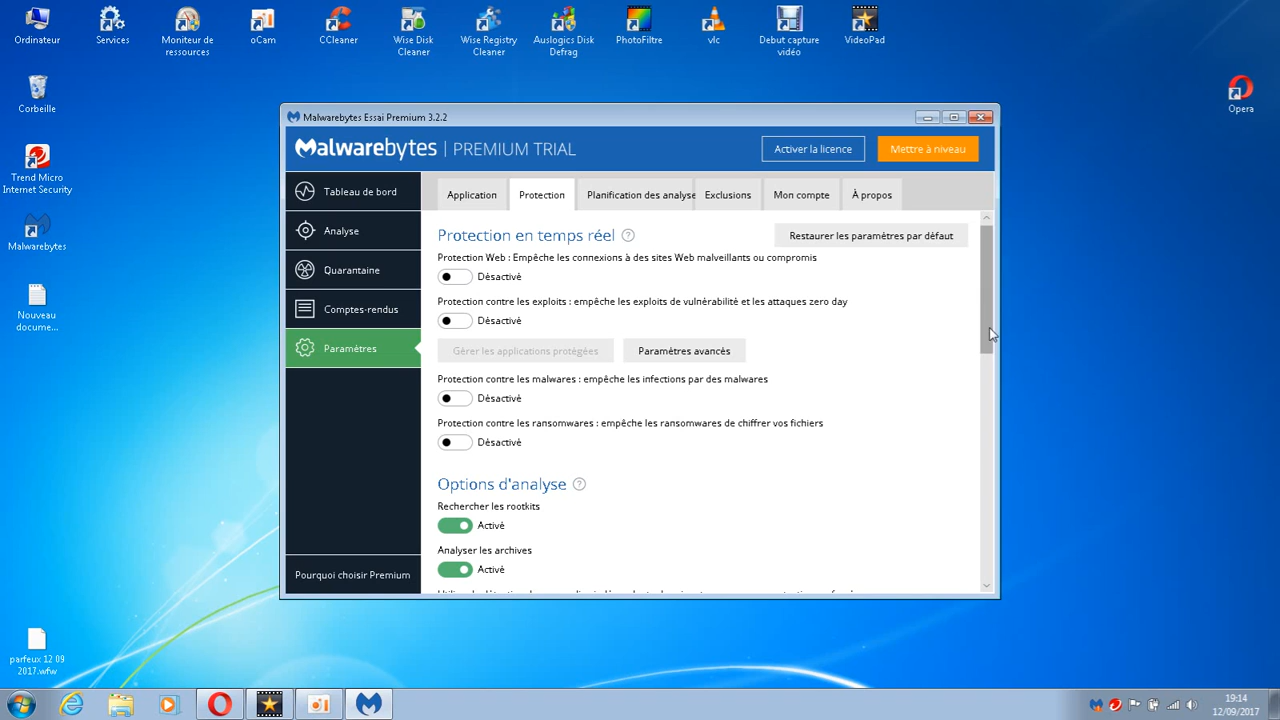 Ordinateur
Services
Moniteur de
ressources
oCam
CCleaner
Wise Disk
Cleaner
Wise Registry
Cleaner
Auslogics Disk
Defrag
PhotoFiltre
vlc
Debut capture
vidéo
VideoPad
Corbeille
Opera
Trend Micro
Internet Security
Malwarebytes
Nouveau
docume...
parfeux 12 09
2017.wfw
Malwarebytes Essai Premium 3.2.2
Malwarebytes | PREMIUM TRIAL
Activer la licence
Mettre à niveau
Tableau de bord
Analyse
Quarantaine
Comptes-rendus
Paramètres
Pourquoi choisir Premium
Application
Protection
Planification des analyse
Exclusions
Mon compte
À propos
Protection en temps réel ?
Restaurer les paramètres par défaut
Protection Web : Empêche les connexions à des sites Web malveillants ou compromis
Désactivé
Protection contre les exploits : empêche les exploits de vulnérabilité et les attaques zero day
Désactivé
Gérer les applications protégées
Paramètres avancés
Protection contre les malwares : empêche les infections par des malwares
Désactivé
Protection contre les ransomwares : empêche les ransomwares de chiffrer vos fichiers
Désactivé
Options d'analyse ?
Rechercher les rootkits
Activé
Analyser les archives
Activé
19:14
12/09/2017